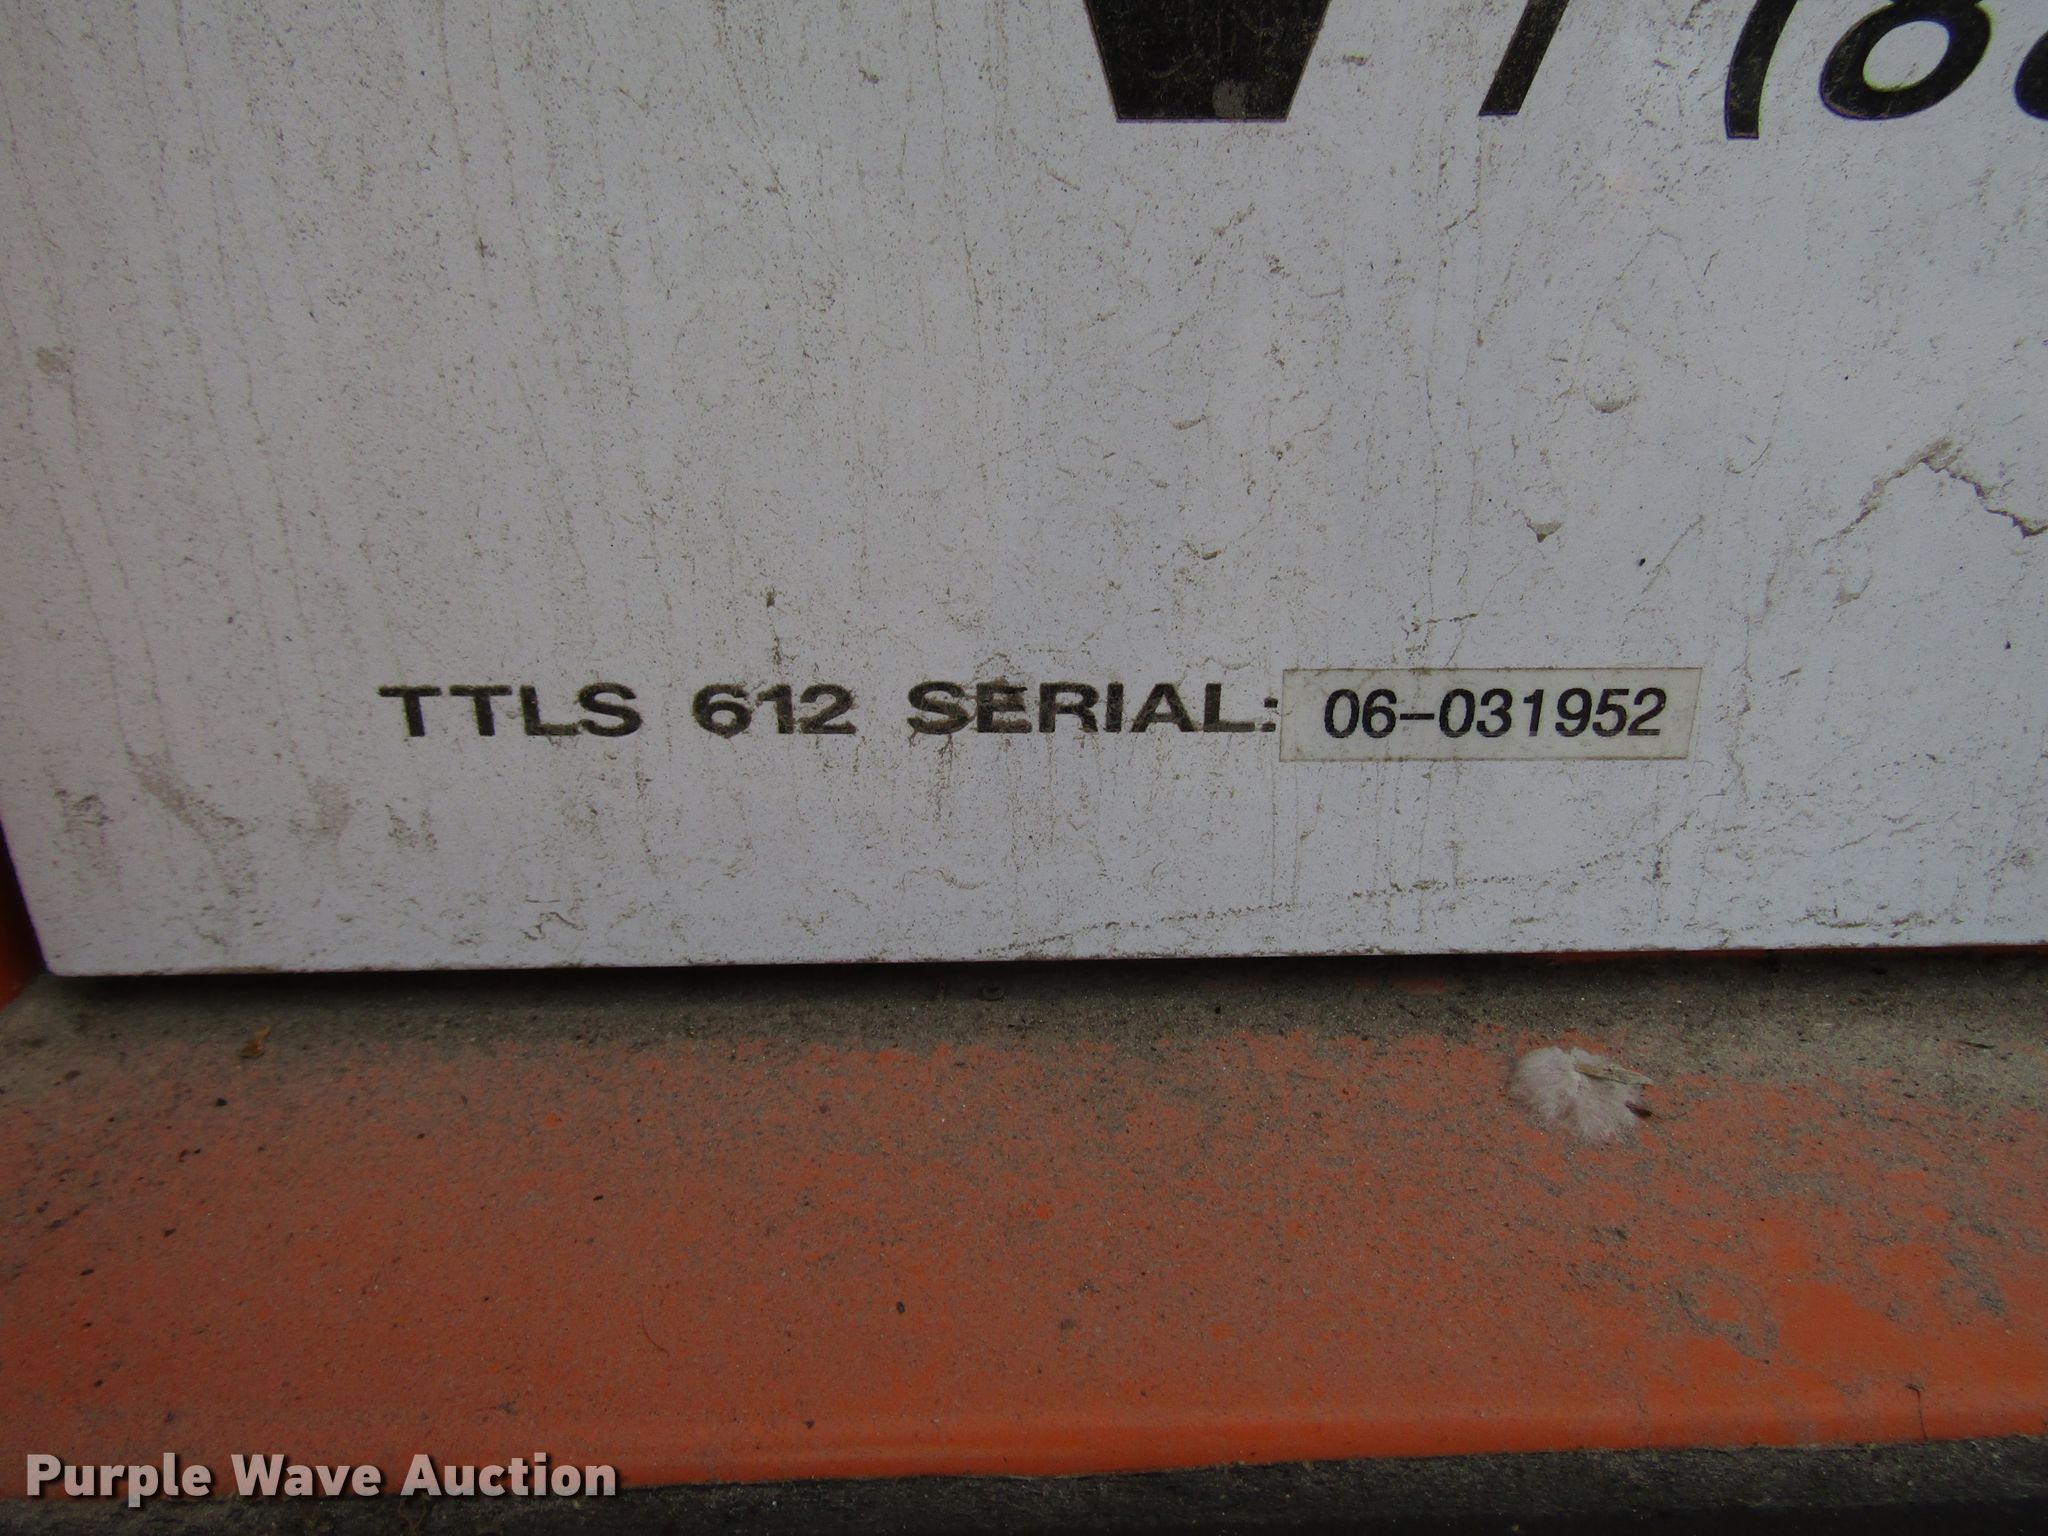 TTLS 612 SERIAL: 06-031952
Purple Wave Auction